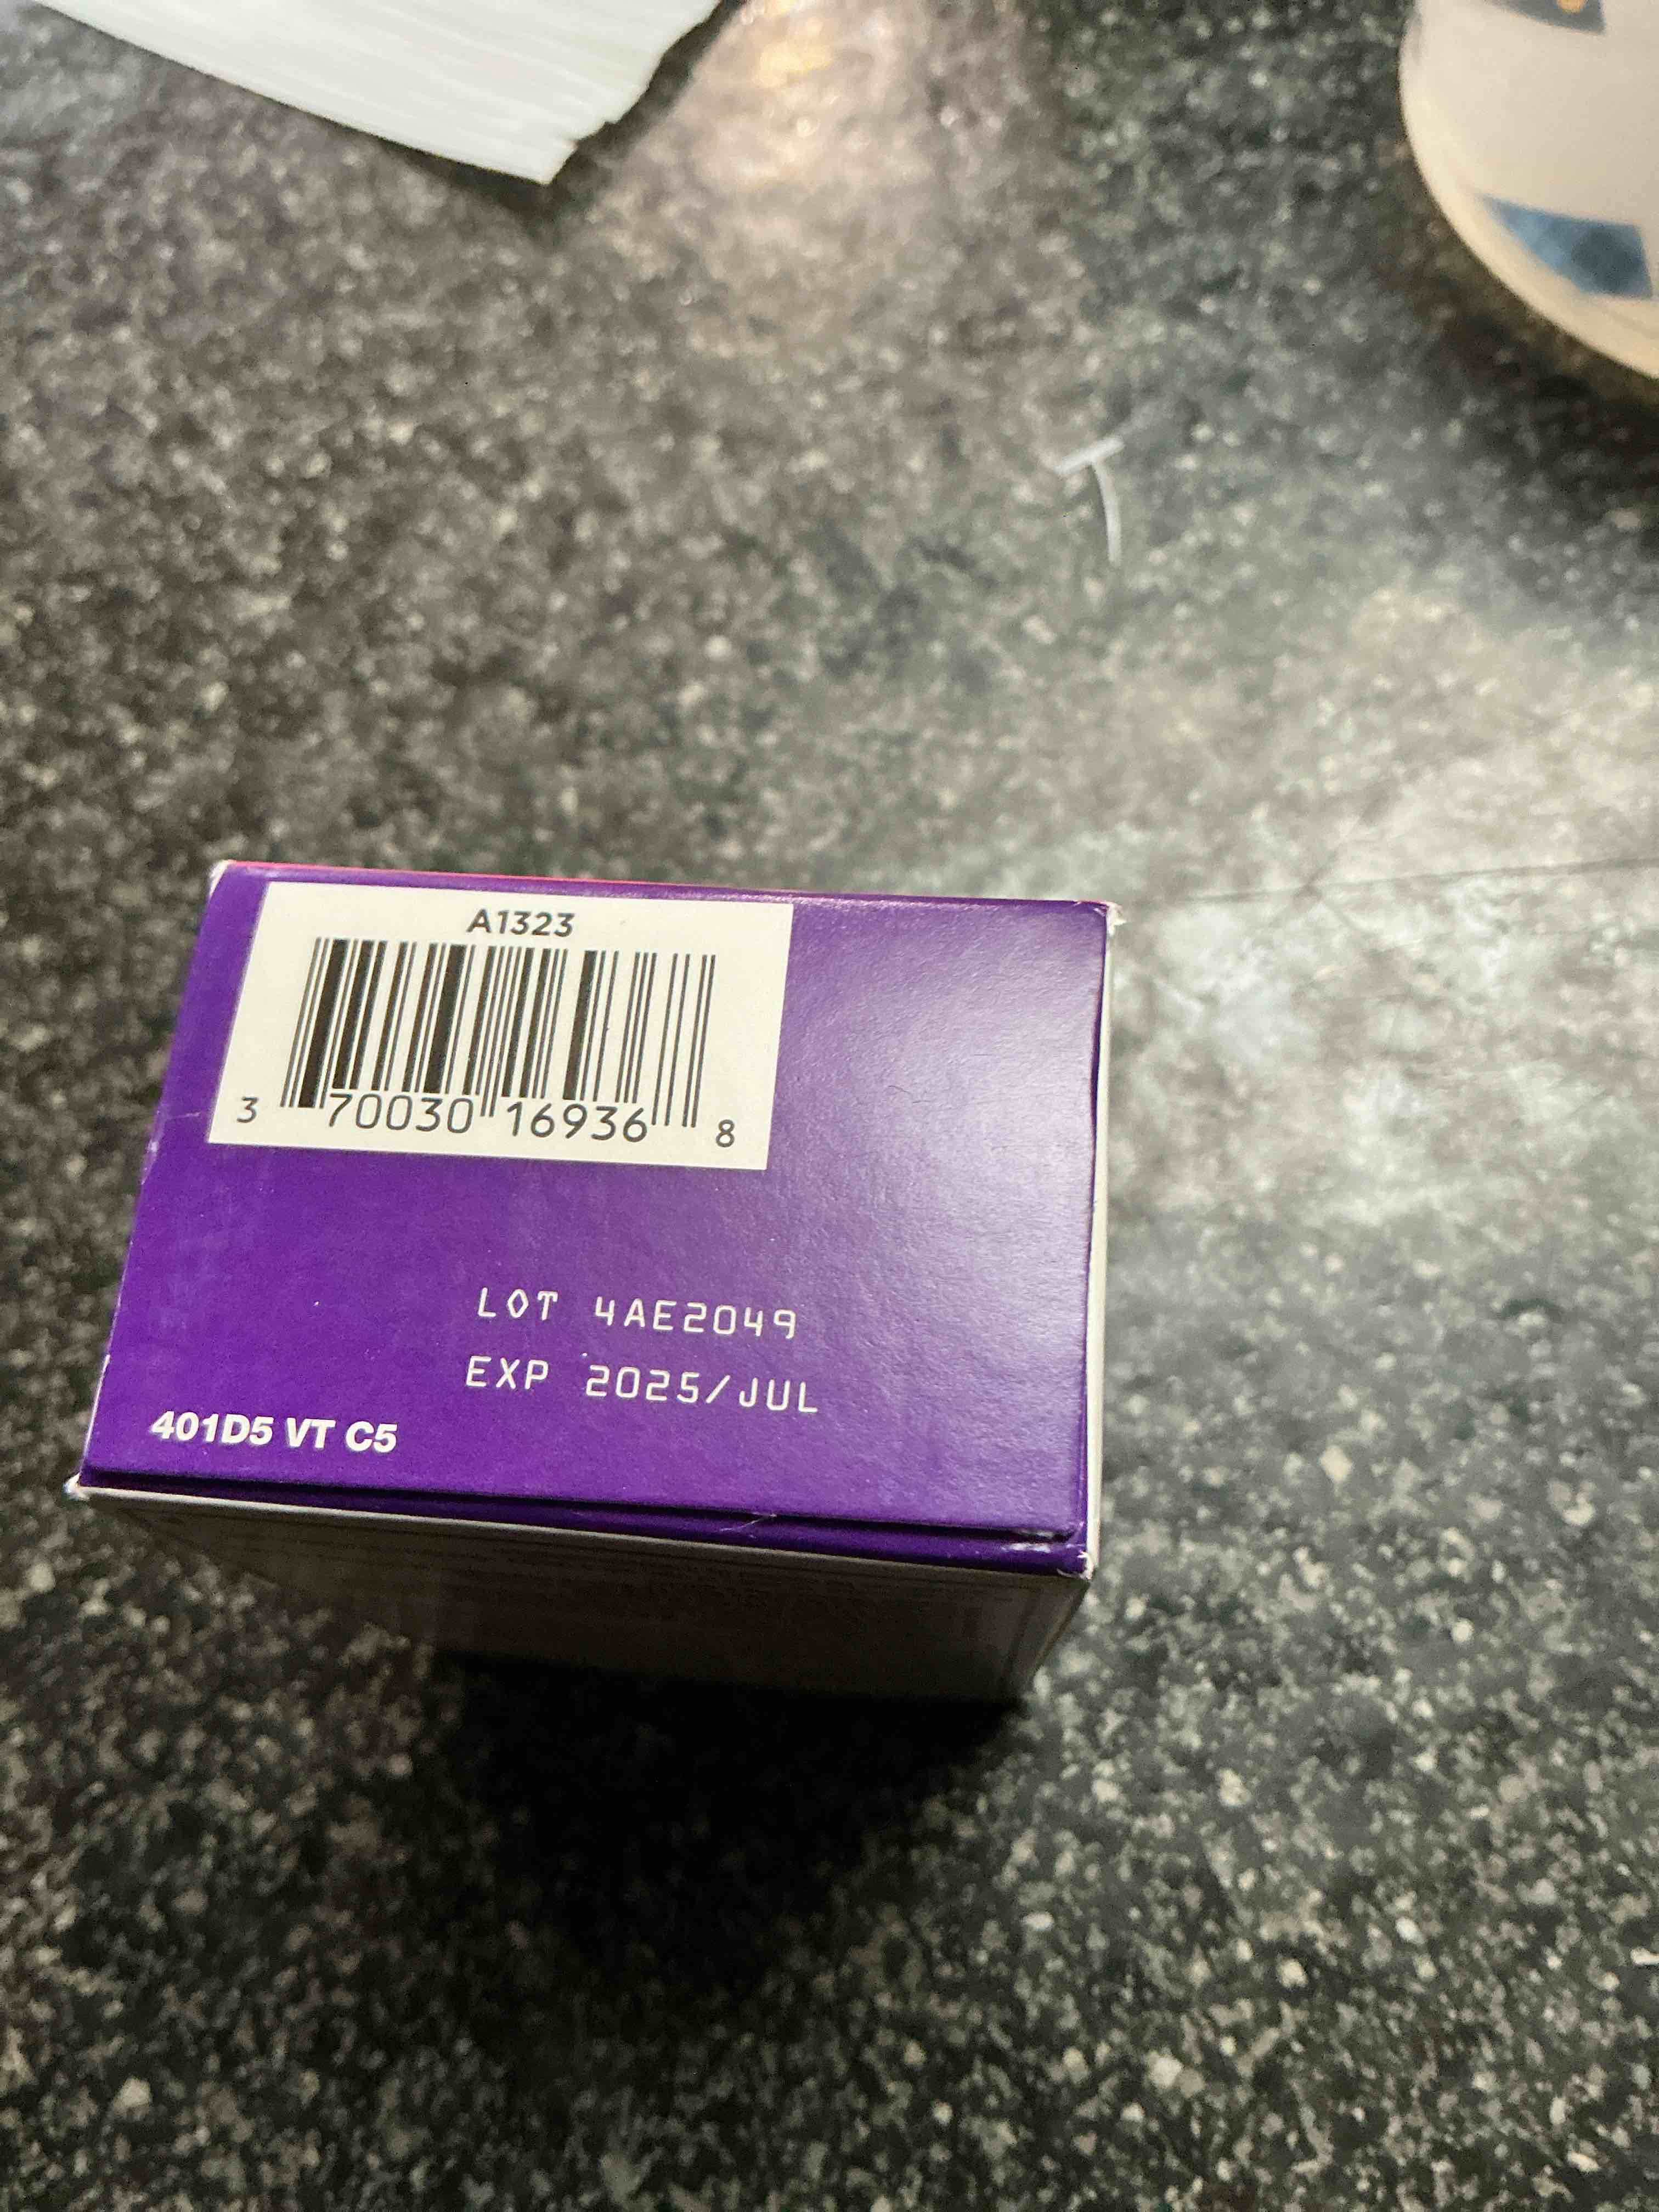 A1323
3 70030 16936 8
LOT 4AE2049
EXP 2025/JUL
401D5 VT C5